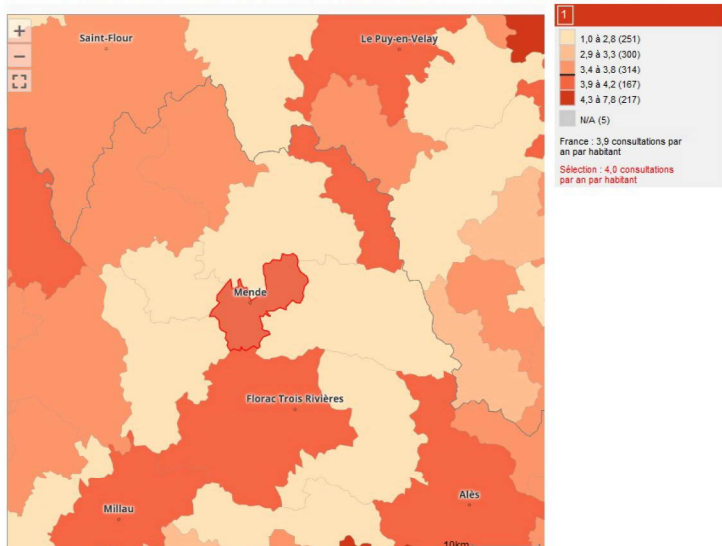 +
−
Saint-Flour
Le Puy-en-Velay
Mende
Florac Trois Rivières
Millau
Alès
10km
1
1,0 à 2,8 (251)
2,9 à 3,3 (300)
3,4 à 3,8 (314)
3,9 à 4,2 (167)
4,3 à 7,8 (217)
N/A (5)
France : 3,9 consultations par
an par habitant
Sélection : 4,0 consultations
par an par habitant